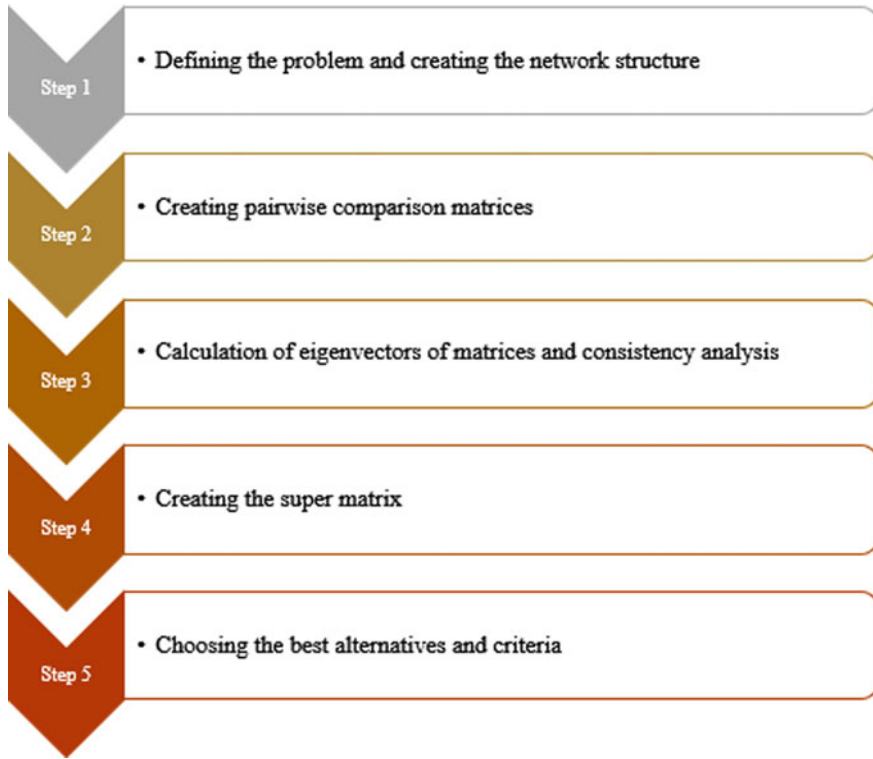 Step 1
• Defining the problem and creating the network structure
Step 2
• Creating pairwise comparison matrices
Step 3
• Calculation of eigenvectors of matrices and consistency analysis
Step 4
• Creating the super matrix
Step 5
• Choosing the best alternatives and criteria